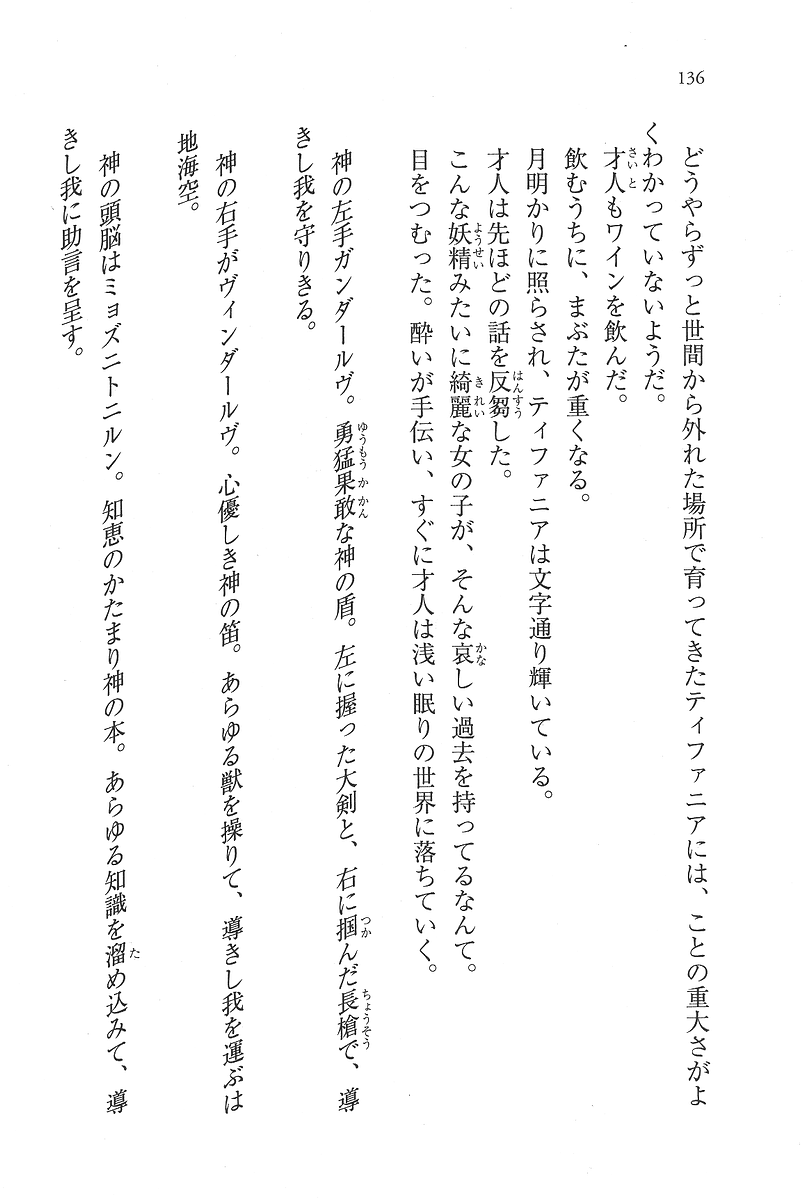 136
どうやらずっと世間から外れた場所で育ってきたティファニアには、ことの重大さがよ
くわかっていないようだ。
才人もワインを飲んだ。
飲むうちに、まぶたが重くなる。
月明かりに照らされ、ティファニアは文字通り輝いている。
才人は先ほどの話を反芻した。
こんな妖精みたいに綺麗な女の子が、そんな哀しい過去を持ってるなんて。
目をつむった。酔いが手伝い、すぐに才人は浅い眠りの世界に落ちていく。
神の左手ガンダールヴ。勇猛果敢な神の盾。左に握った大剣と、右に掴んだ長槍で、導
きし我を守りきる。
神の右手がヴィンダールヴ。心優しき神の笛。あらゆる獣を操りて、導きし我を運ぶは
地海空。
神の頭脳はミョズニトニルン。知恵のかたまり神の本。あらゆる知識を溜め込みて、導
きし我に助言を呈す。